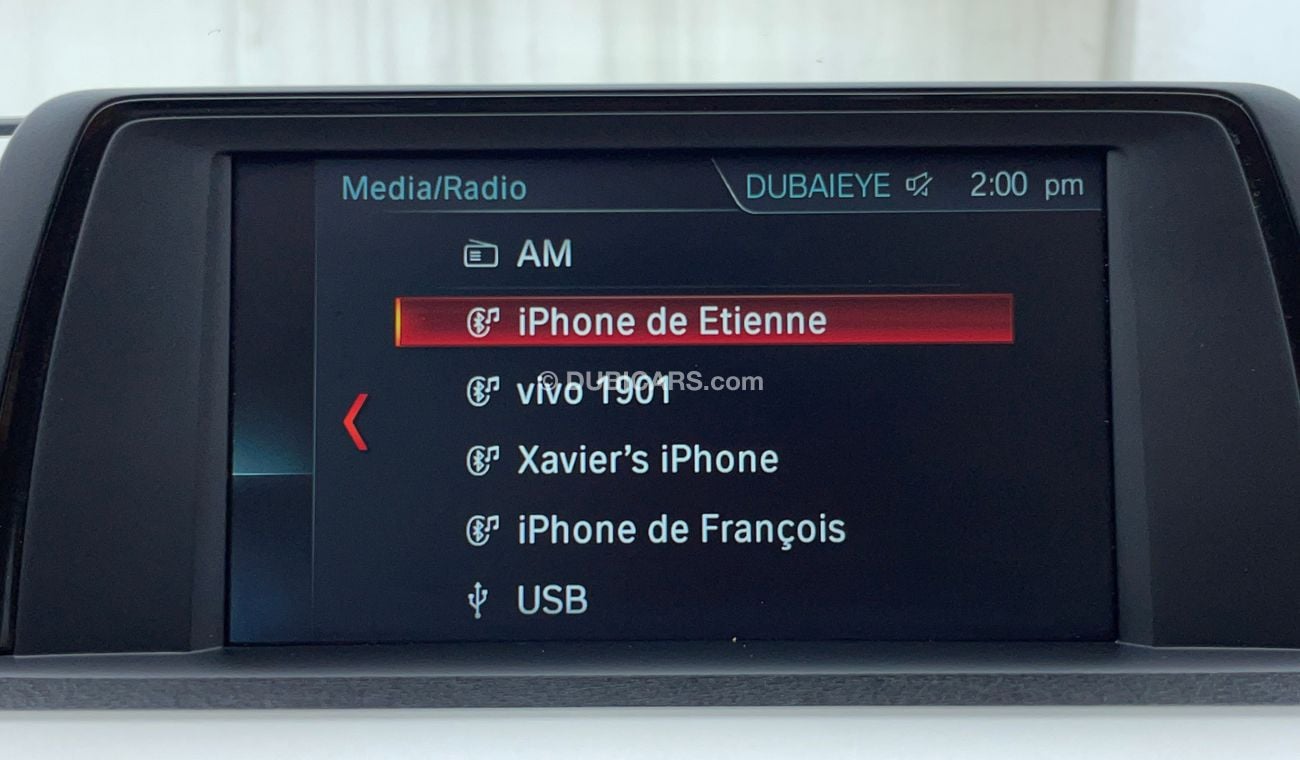 Media/Radio DUBAIEYE 2:00 pm
AM
iPhone de Etienne
vivo 1901
© DUBICARS.com
Xavier's iPhone
iPhone de François
USB